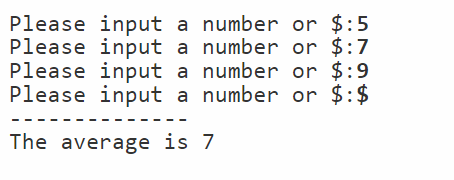 Please input a number or $:5
Please input a number or $:7
Please input a number or $:9
Please input a number or $:$
---------------
The average is 7